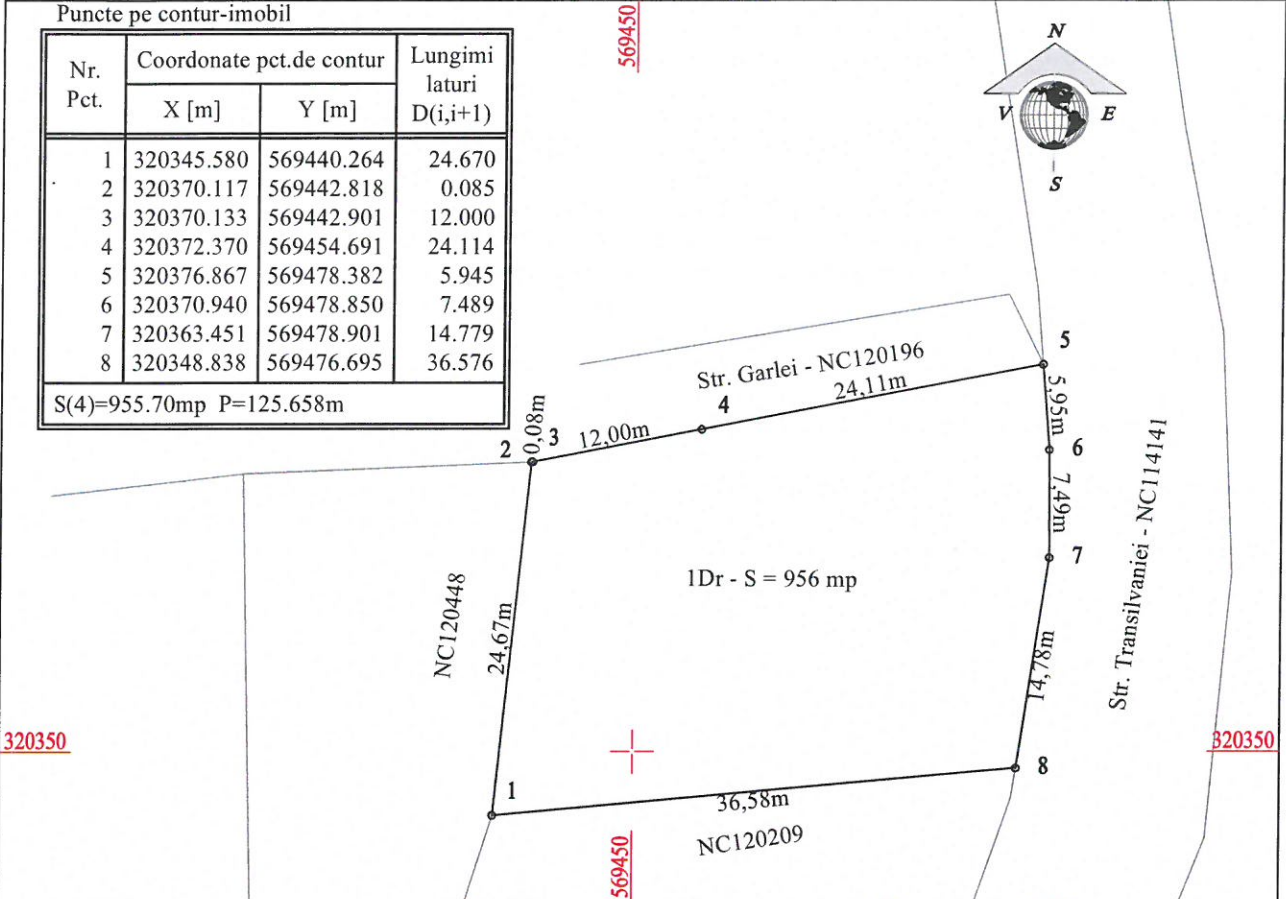 Puncte pe contur-imobil
Nr. Pct. Coordonate pct.de contur Lungimi laturi D(i,i+1)
X [m] Y [m]
1 320345.580 569440.264 24.670
2 320370.117 569442.818 0.085
3 320370.133 569442.901 12.000
4 320372.370 569454.691 24.114
5 320376.867 569478.382 5.945
6 320370.940 569478.850 7.489
7 320363.451 569478.901 14.779
8 320348.838 569476.695 36.576
S(4)=955.70mp P=125.658m
569450
N
V E
S
5
Str. Garlei - NC120196
24,11m
5,95m
4
0,08m
2 3 12,00m
6
7,49m
7
Str. Transilvaniei - NC114141
1Dr - S = 956 mp
NC120448
24,67m
14,78m
320350
320350
8
1
36,58m
NC120209
569450